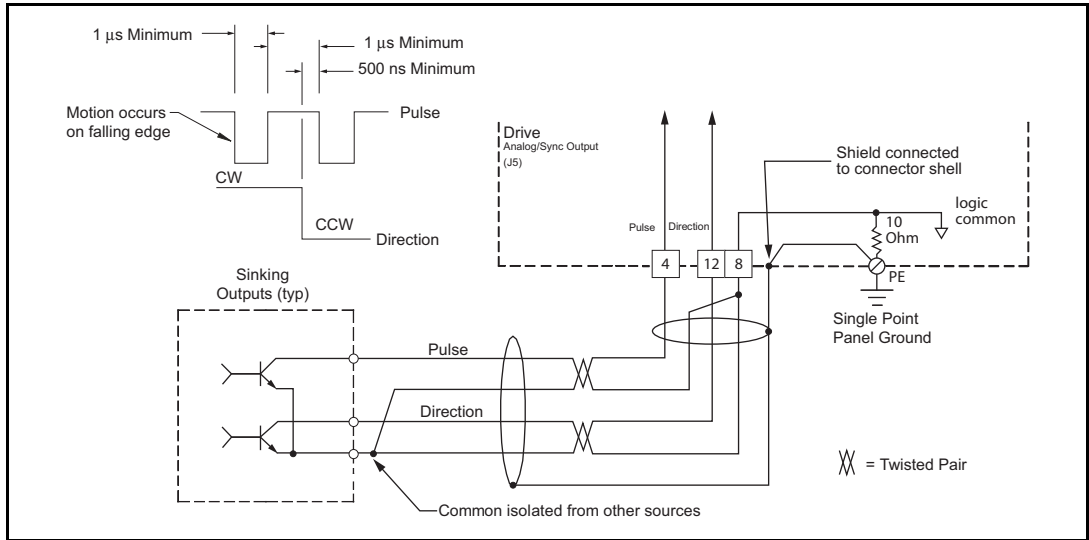 1 μs Minimum
1 μs Minimum
500 ns Minimum
Motion occurs
on falling edge
Pulse
CW
CCW
Direction
Drive
Analog/Sync Output
(J5)
Shield connected
to connector shell
logic
common
10
Ohm
Pulse
Direction
4
12
8
PE
Single Point
Panel Ground
Sinking
Outputs (typ)
Pulse
Direction
= Twisted Pair
Common isolated from other sources